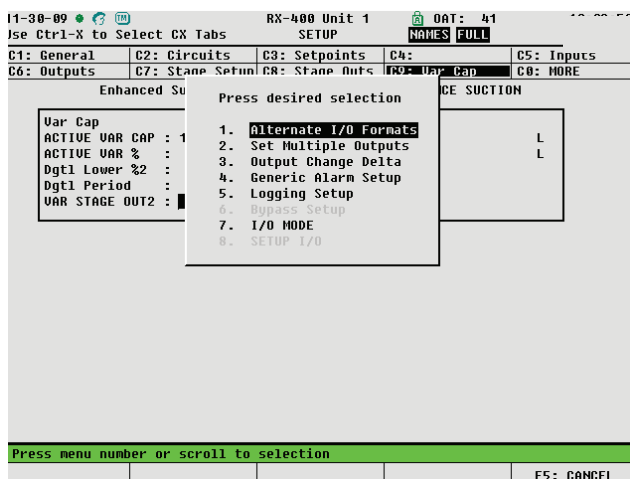 11-30-09 RX-400 Unit 1 OAT: 41
Use Ctrl-X to Select CX Tabs SETUP NAMES FULL
C1: General C2: Circuits C3: Setpoints C4: C5: Inputs
C6: Outputs C7: Stage Setup C8: Stage Outs C9: Var Cap C0: MORE
Enhanced Su CE SUCTION
Press desired selection
Var Cap
ACTIVE VAR CAP : 1 L
ACTIVE VAR % : L
Dgtl Lower %2 :
Dgtl Period :
VAR STAGE OUT2 :
1. Alternate I/O Formats
2. Set Multiple Outputs
3. Output Change Delta
4. Generic Alarm Setup
5. Logging Setup
6. Bypass Setup
7. I/O MODE
8. SETUP I/O
Press menu number or scroll to selection
F5: CANCEL